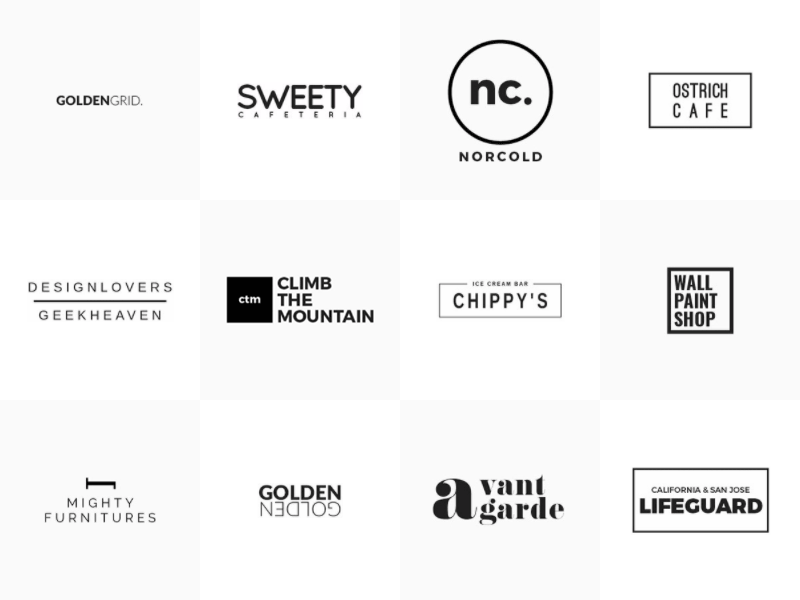 GOLDENGRID.
SWEETY
CAFETERIA
nc.
NORCOLD
OSTRICH
CAFE
DESIGNLOVERS
GEEKHEAVEN
ctm
CLIMB
THE
MOUNTAIN
ICE CREAM BAR
CHIPPY'S
WALL
PAINT
SHOP
MIGHTY
FURNITURES
GOLDEN
GOLDEN
avant
garde
CALIFORNIA & SAN JOSE
LIFEGUARD